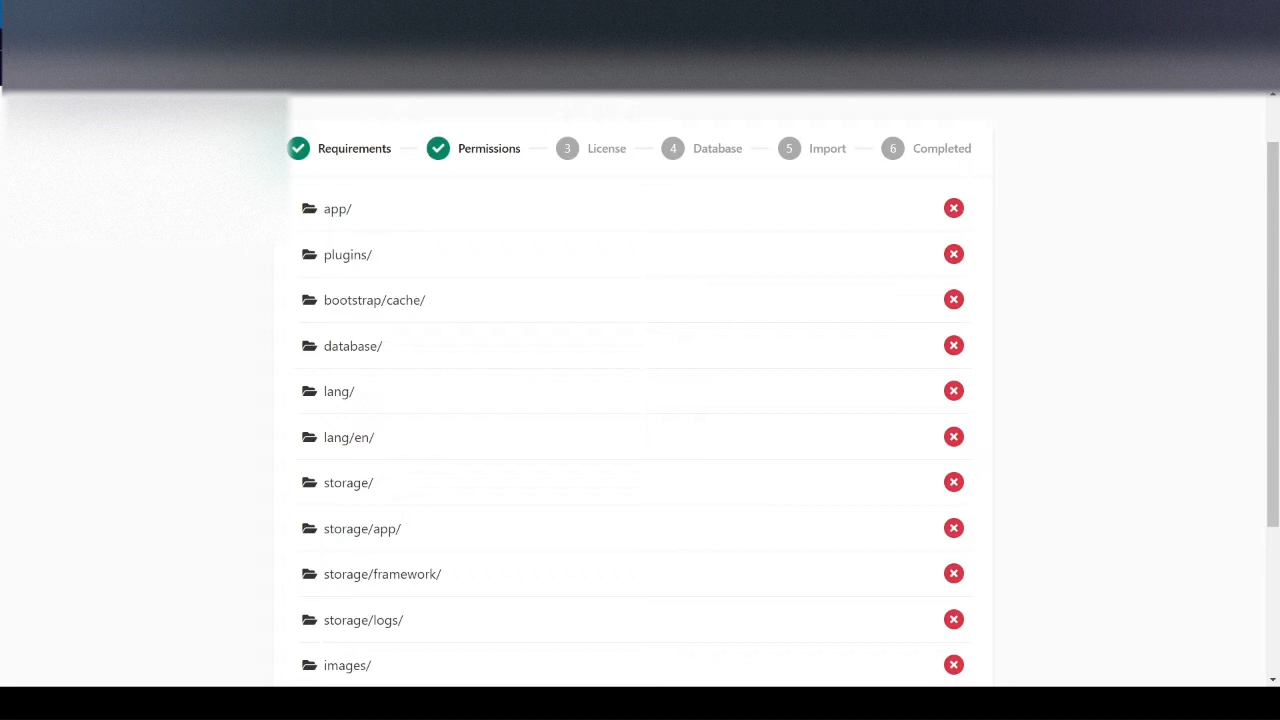 Requirements Permissions 3 License 4 Database 5 Import 6 Completed
app/
plugins/
bootstrap/cache/
database/
lang/
lang/en/
storage/
storage/app/
storage/framework/
storage/logs/
images/